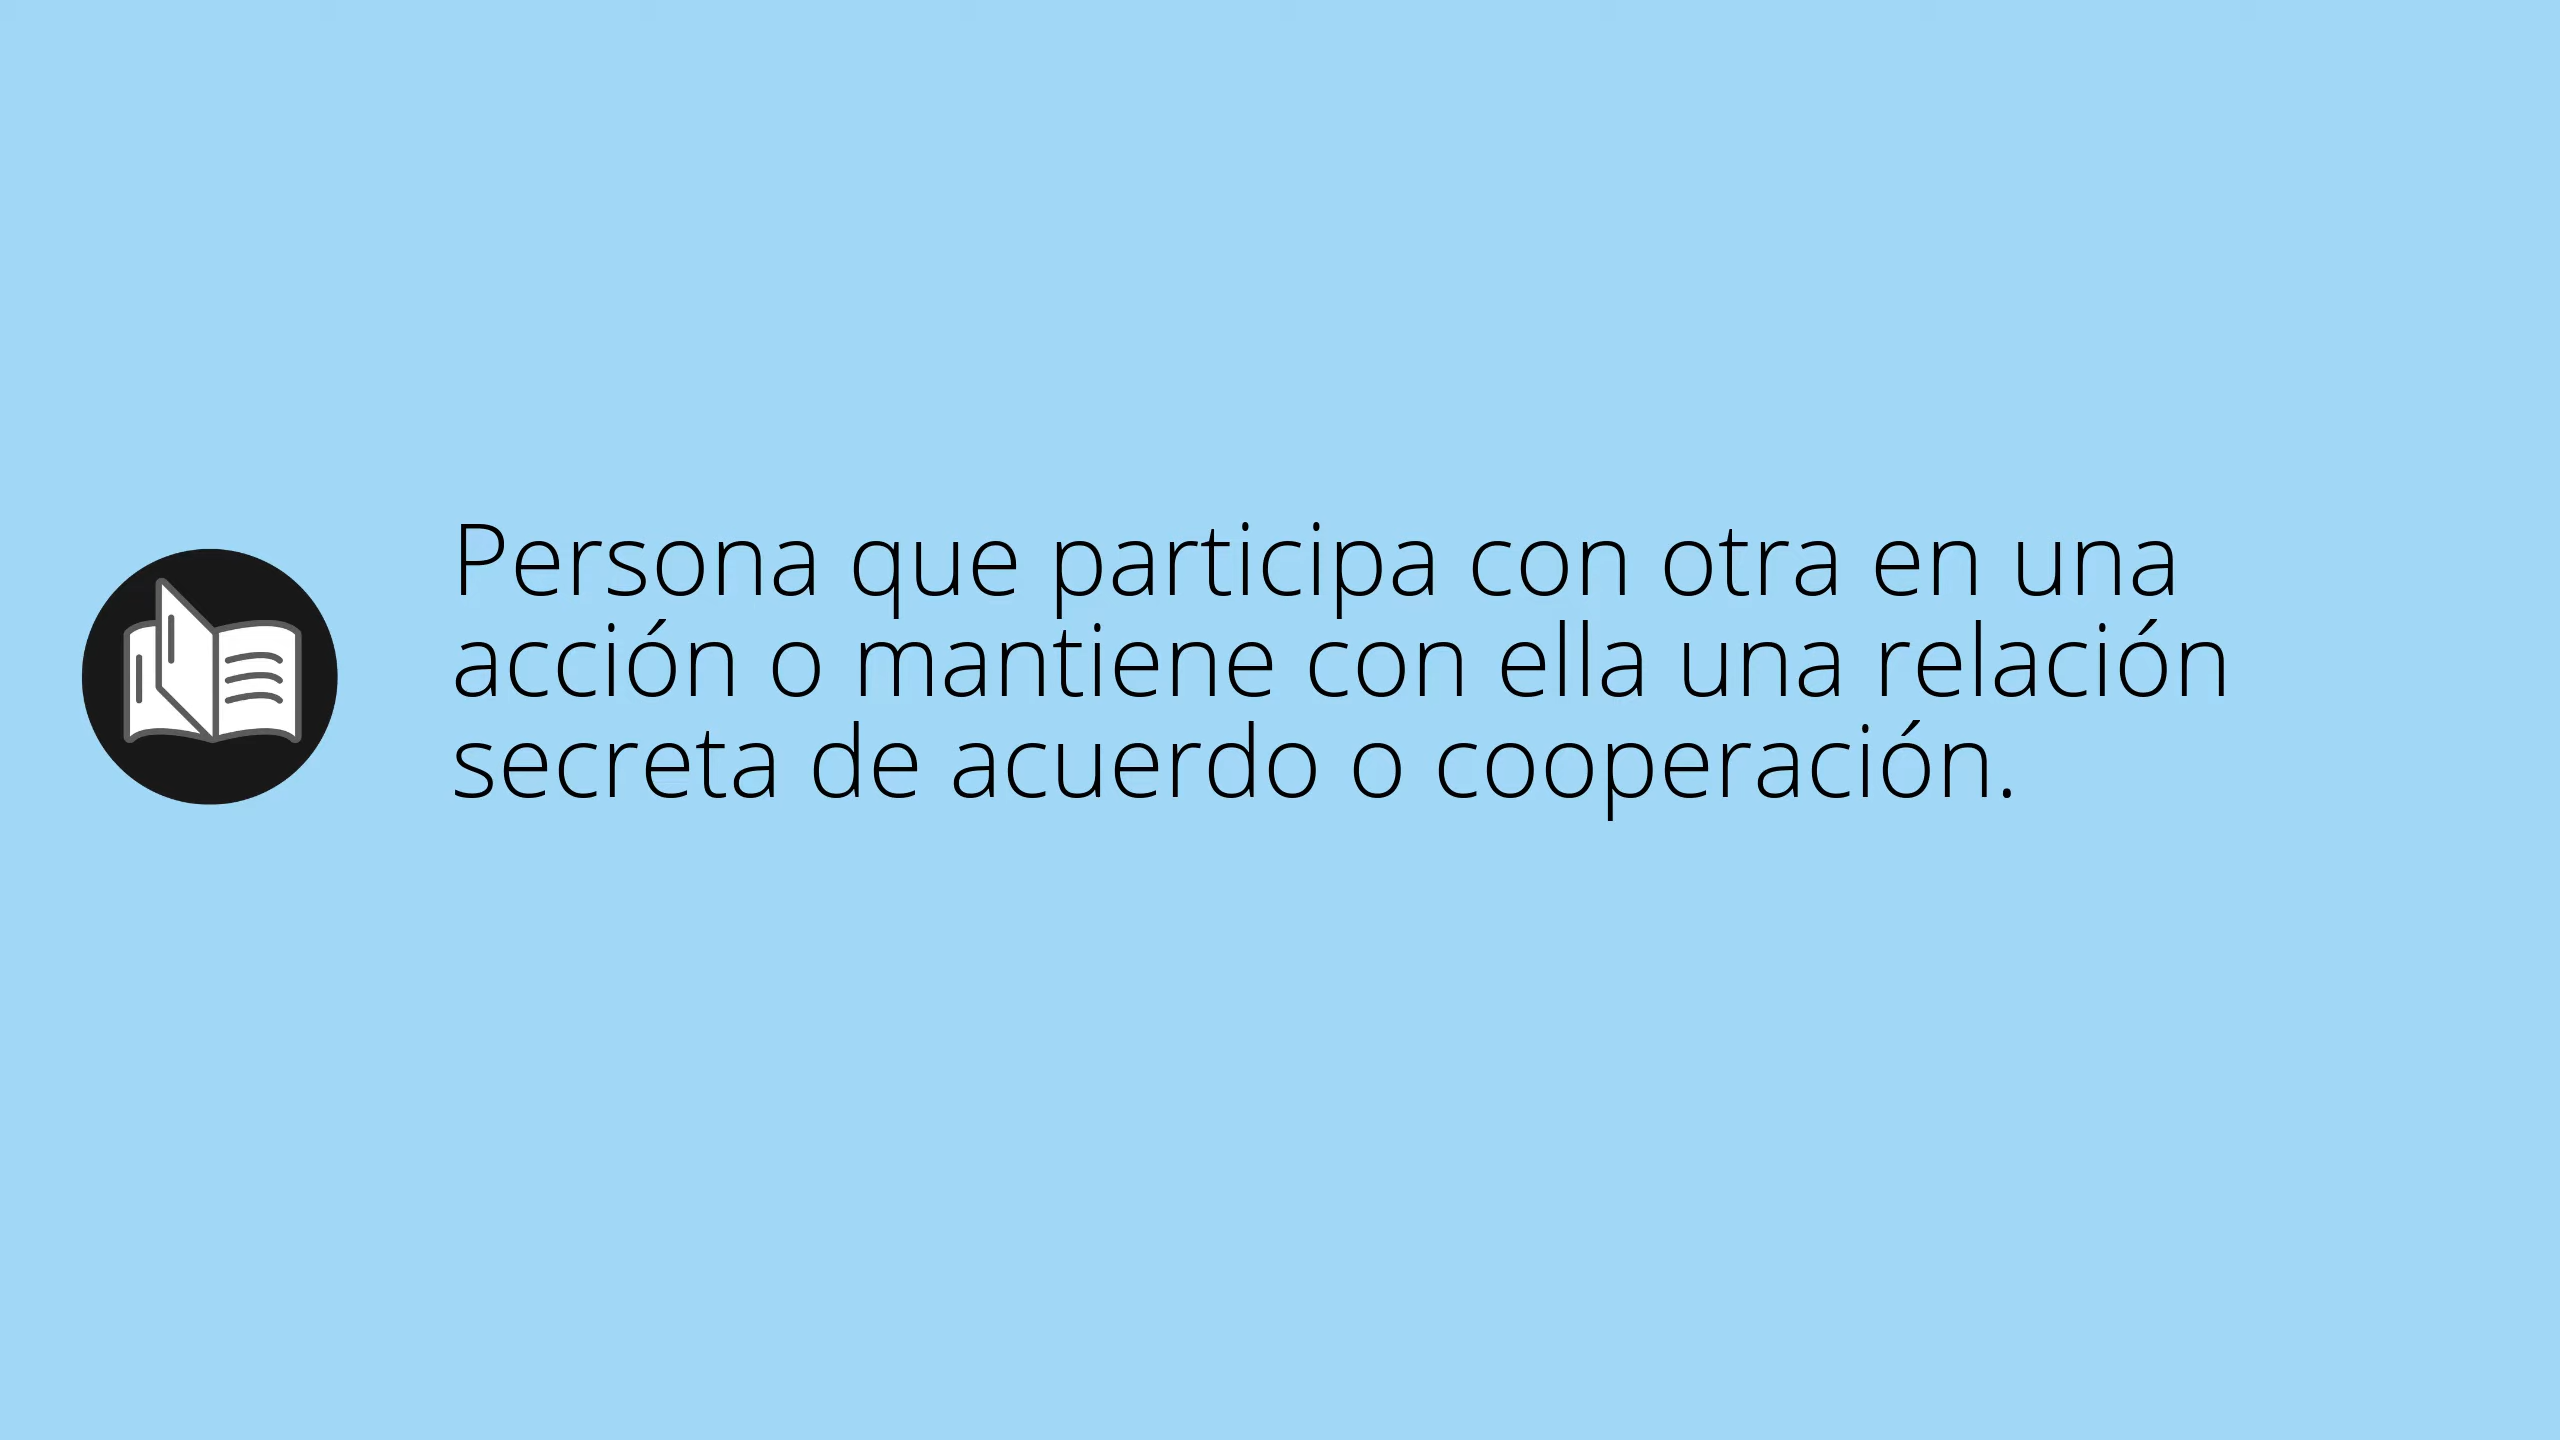 Persona que participa con otra en una
acción o mantiene con ella una relación
secreta de acuerdo o cooperación.